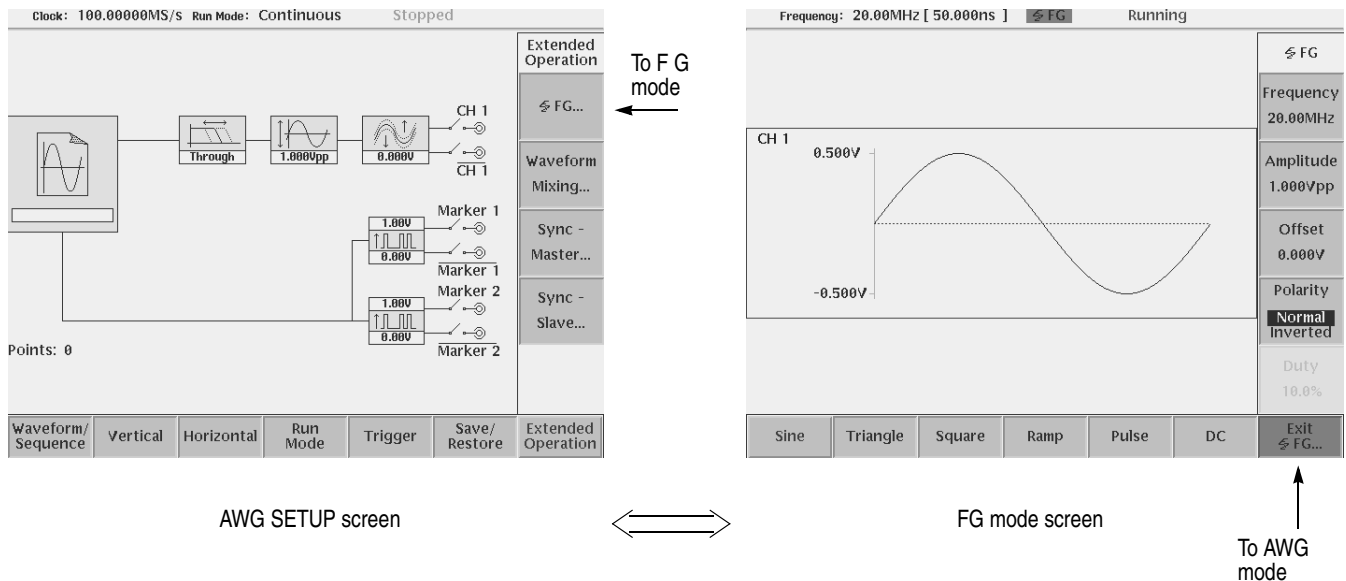 Clock: 100.00000MS/s Run Mode: Continuous Stopped
Extended
Operation
FG...
Waveform
Mixing...
Sync -
Master...
Sync -
Slave...
CH 1
CH 1
Through
1.000Vpp
0.000V
Marker 1
1.00V
0.00V
Marker 1
Marker 2
1.00V
0.00V
Marker 2
Points: 0
Waveform/
Sequence
Vertical
Horizontal
Run
Mode
Trigger
Save/
Restore
Extended
Operation
To F G
mode
Frequency: 20.00MHz [ 50.000ns ] FG Running
FG
Frequency
20.00MHz
Amplitude
1.000Vpp
Offset
0.000V
Polarity
Normal
Inverted
Duty
10.0%
CH 1
0.500V
-0.500V
Sine
Triangle
Square
Ramp
Pulse
DC
Exit
FG...
AWG SETUP screen
FG mode screen
To AWG
mode